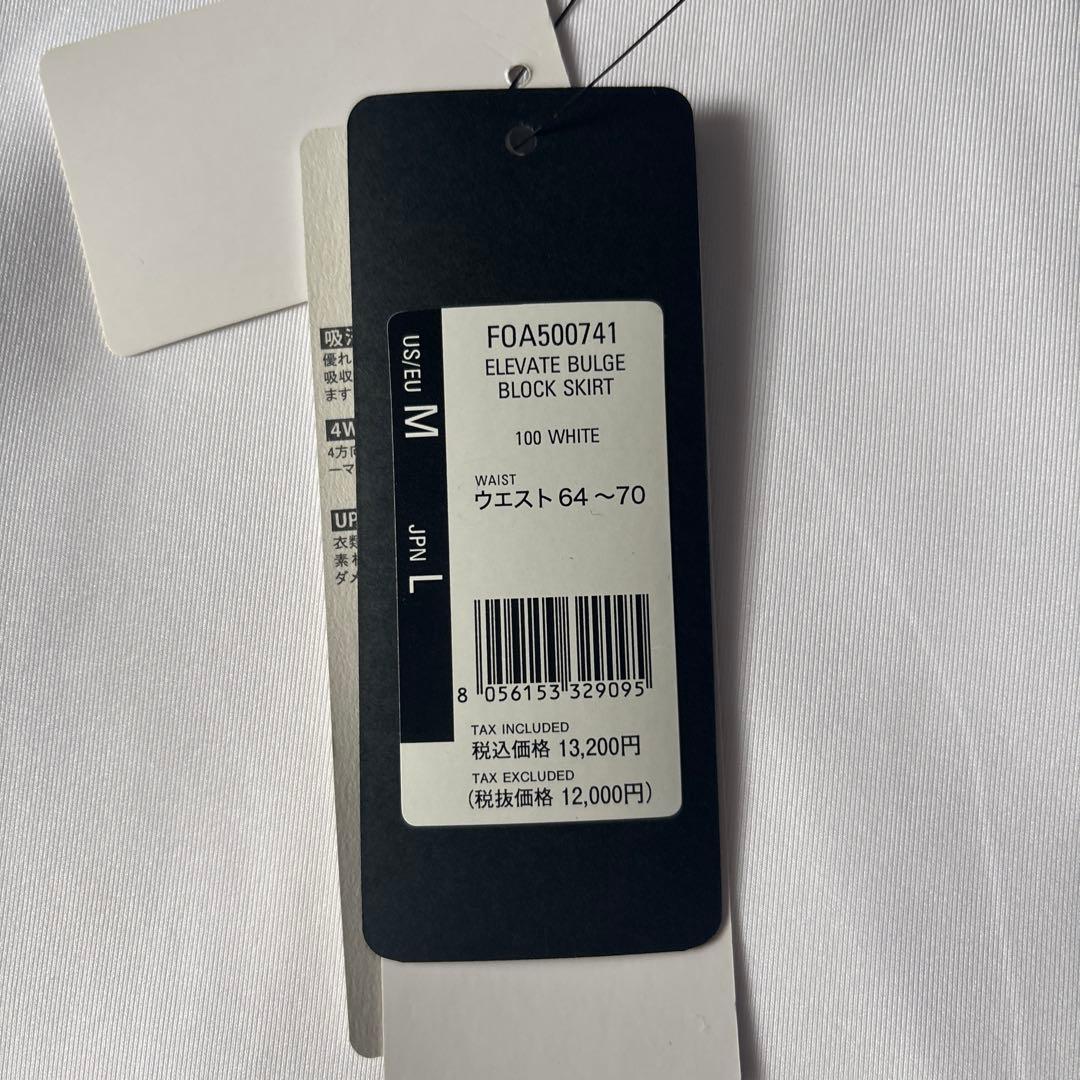 FOA500741
ELEVATE BULGE
BLOCK SKIRT
100 WHITE
WAIST
ウエスト 64～70
US/EU M
JPN L
8 056153 329095
TAX INCLUDED
税込価格 13,200円
TAX EXCLUDED
(税抜価格 12,000円)
吸
優れ
吸収
ます
4W
4方向
ーマ
UP
衣類
素材
ダメ